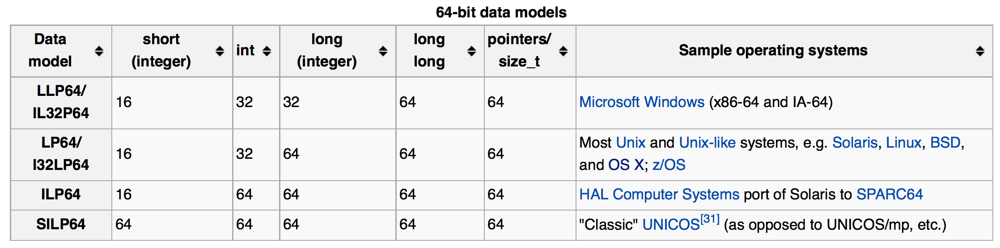 64-bit data models
Data model short (integer) int long (integer) long long pointers/ size_t Sample operating systems
LLP64/ IL32P64 16 32 32 64 64 Microsoft Windows (x86-64 and IA-64)
LP64/ I32LP64 16 32 64 64 64 Most Unix and Unix-like systems, e.g. Solaris, Linux, BSD, and OS X; z/OS
ILP64 16 64 64 64 64 HAL Computer Systems port of Solaris to SPARC64
SILP64 64 64 64 64 64 "Classic" UNICOS[31] (as opposed to UNICOS/mp, etc.)